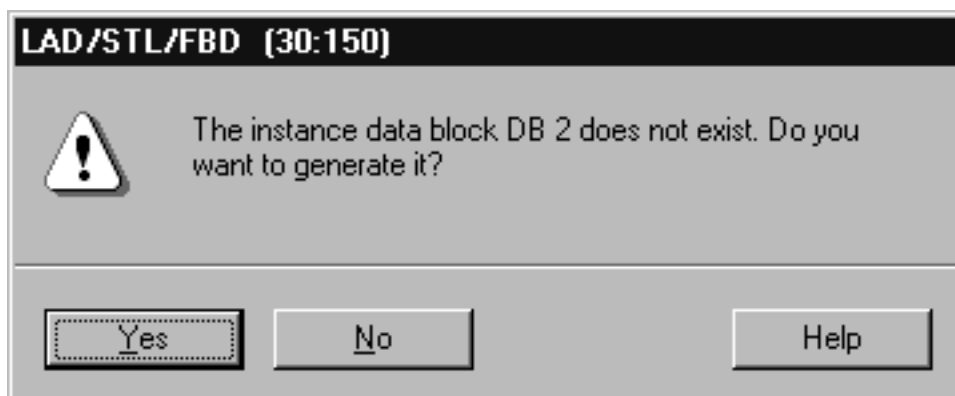 LAD/STL/FBD (30:150)
The instance data block DB 2 does not exist. Do you
want to generate it?
Yes No Help